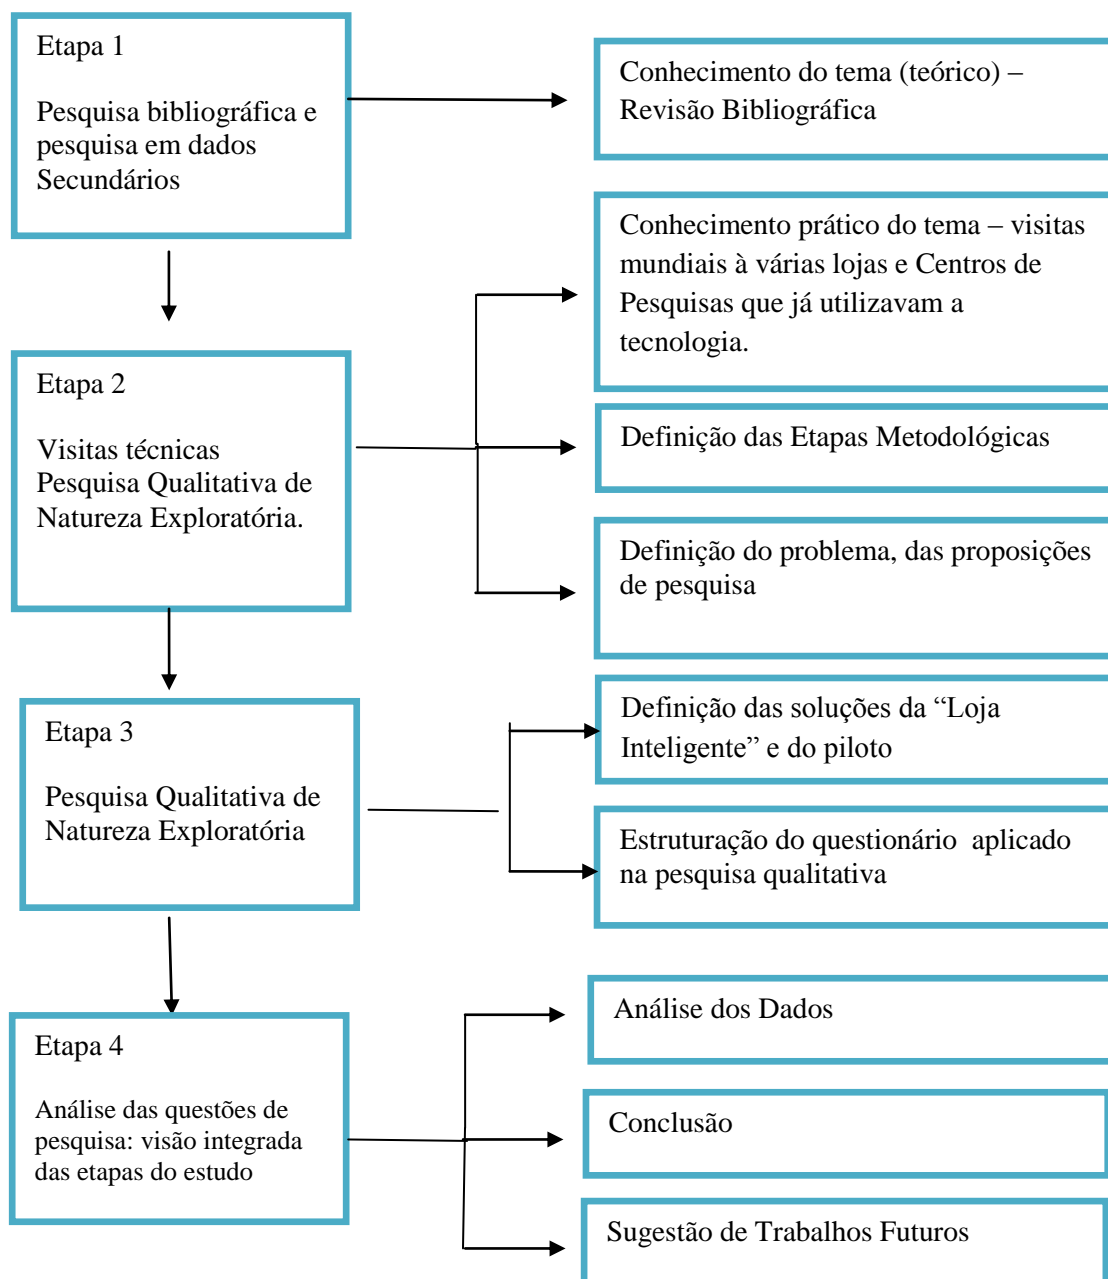 Etapa 1
Pesquisa bibliográfica e
pesquisa em dados
Secundários
Conhecimento do tema (teórico) –
Revisão Bibliográfica
Etapa 2
Visitas técnicas
Pesquisa Qualitativa de
Natureza Exploratória.
Conhecimento prático do tema – visitas
mundiais à várias lojas e Centros de
Pesquisas que já utilizavam a
tecnologia.
Definição das Etapas Metodológicas
Definição do problema, das proposições
de pesquisa
Etapa 3
Pesquisa Qualitativa de
Natureza Exploratória
Definição das soluções da “Loja
Inteligente” e do piloto
Estruturação do questionário aplicado
na pesquisa qualitativa
Etapa 4
Análise das questões de
pesquisa: visão integrada
das etapas do estudo
Análise dos Dados
Conclusão
Sugestão de Trabalhos Futuros